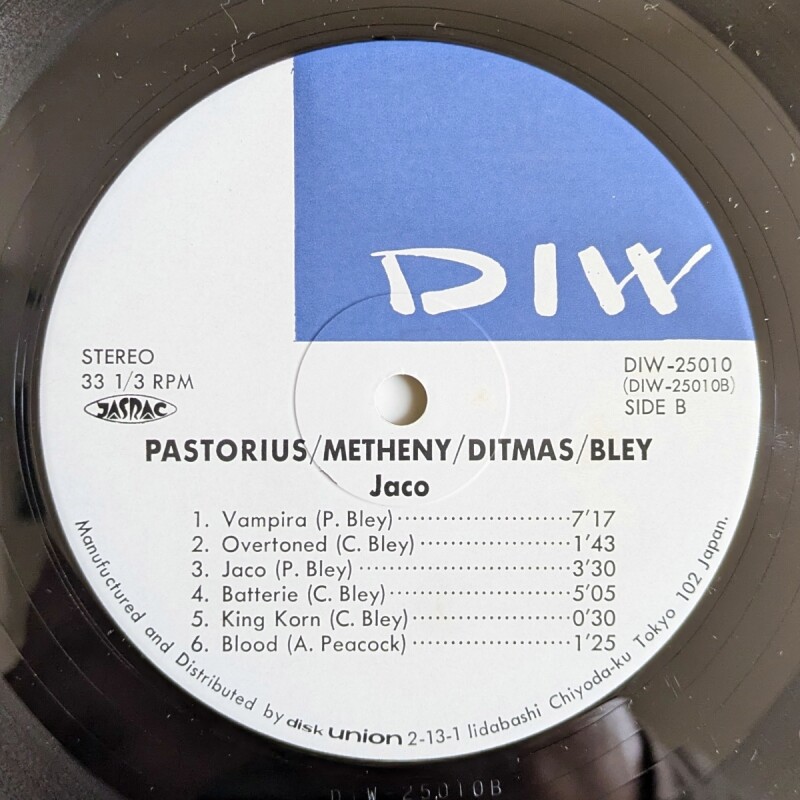 DIW
STEREO
33 1/3 RPM
JASRAC
DIW-25010
(DIW-25010B)
SIDE B
PASTORIUS/METHENY/DITMAS/BLEY
Jaco
1. Vampira (P. Bley)························7'17
2. Overtoned (C. Bley)······················1'43
3. Jaco (P. Bley)·····························3'30
4. Batterie (C. Bley)·························5'05
5. King Korn (C. Bley)······················0'30
6. Blood (A. Peacock)······················1'25
Manufuctured and Distributed by disk union 2-13-1 Iidabashi Chiyoda-ku Tokyo 102 Japan.
DIW-25010B